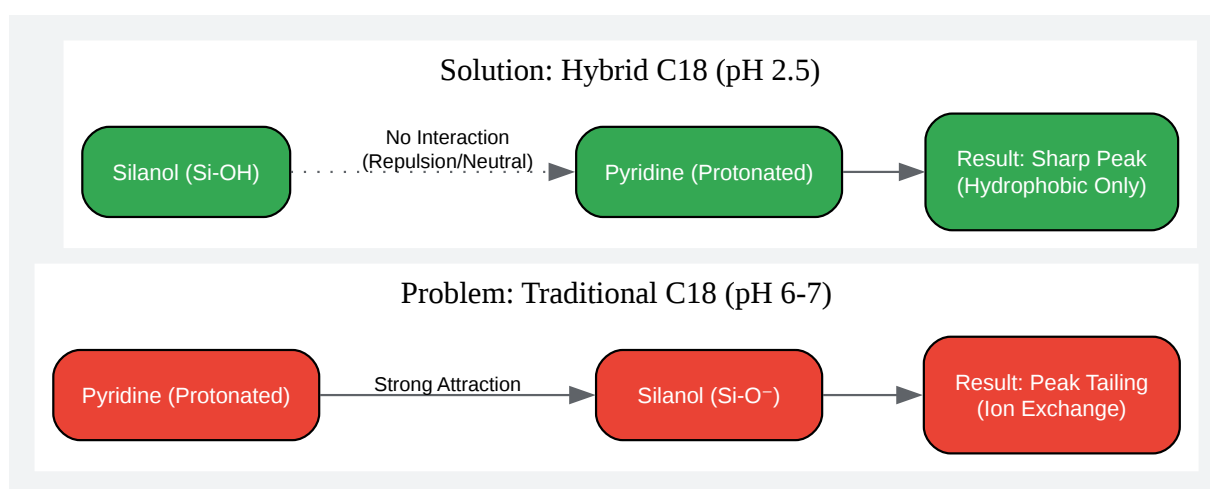 Solution: Hybrid C18 (pH 2.5)
Silanol (Si-OH)
No Interaction
(Repulsion/Neutral)
Pyridine (Protonated)
Result: Sharp Peak
(Hydrophobic Only)
Problem: Traditional C18 (pH 6-7)
Pyridine (Protonated)
Strong Attraction
Silanol (Si-O⁻)
Result: Peak Tailing
(Ion Exchange)